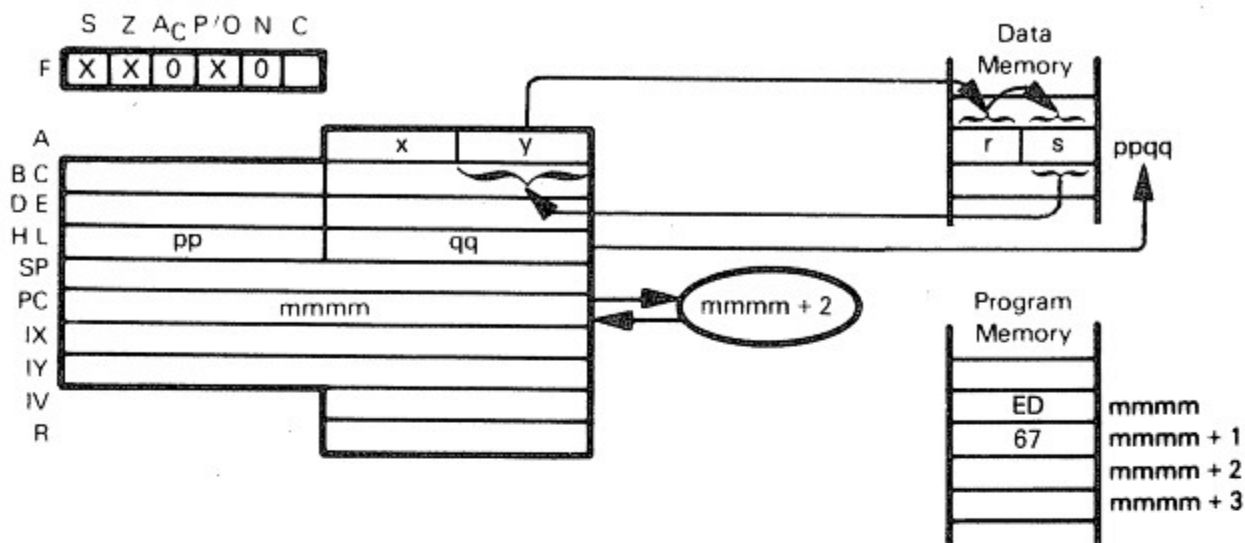 S Z AC P/O N C
F X X 0 X 0
Data
Memory
A x y
r s ppqq
B C
D E
H L pp qq
SP
PC mmmm mmmm + 2
IX
IY
IV
R
Program
Memory
ED mmmm
67 mmmm + 1
mmmm + 2
mmmm + 3